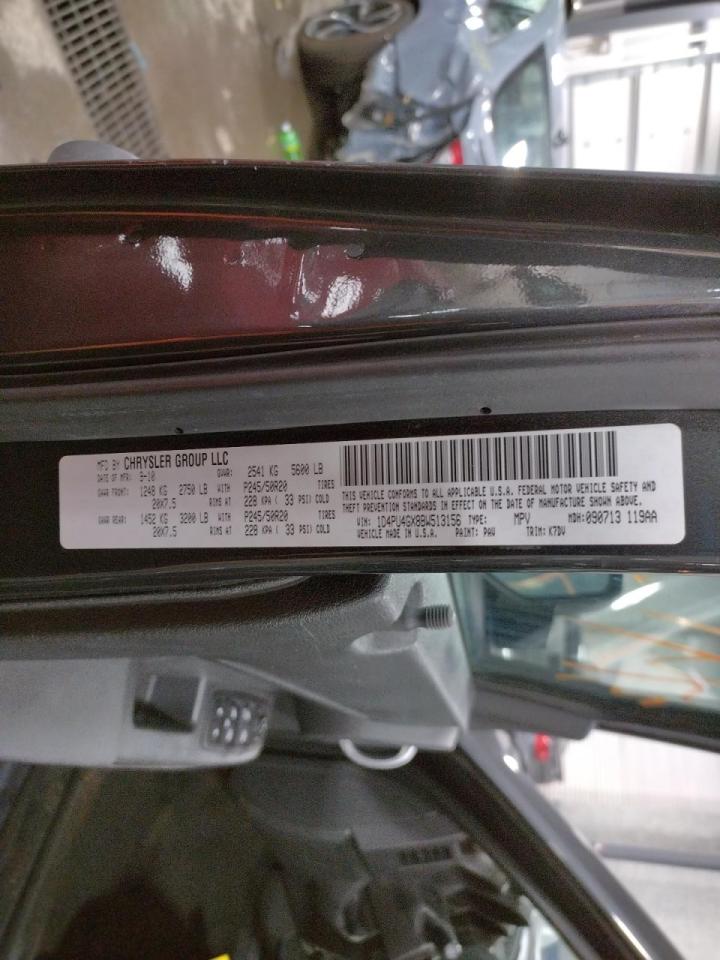 MFD BY CHRYSLER GROUP LLC
DATE OF MFR: 9-10 GVWR: 2541 KG 5600 LB
GAWR FRONT: 1248 KG 2750 LB WITH P245/50R20 TIRES
20X7.5 RIMS AT 228 KPA ( 33 PSI) COLD
GAWR REAR: 1452 KG 3200 LB WITH P245/50R20 TIRES
20X7.5 RIMS AT 228 KPA ( 33 PSI) COLD
THIS VEHICLE CONFORMS TO ALL APPLICABLE U.S.A. FEDERAL MOTOR VEHICLE SAFETY AND
THEFT PREVENTION STANDARDS IN EFFECT ON THE DATE OF MANUFACTURE SHOWN ABOVE.
VIN: 1D4PU4GX8BW513156 TYPE: MPV MDH: 090713 119AA
VEHICLE MADE IN U.S.A. PAINT: PAU TRIM: K7DV